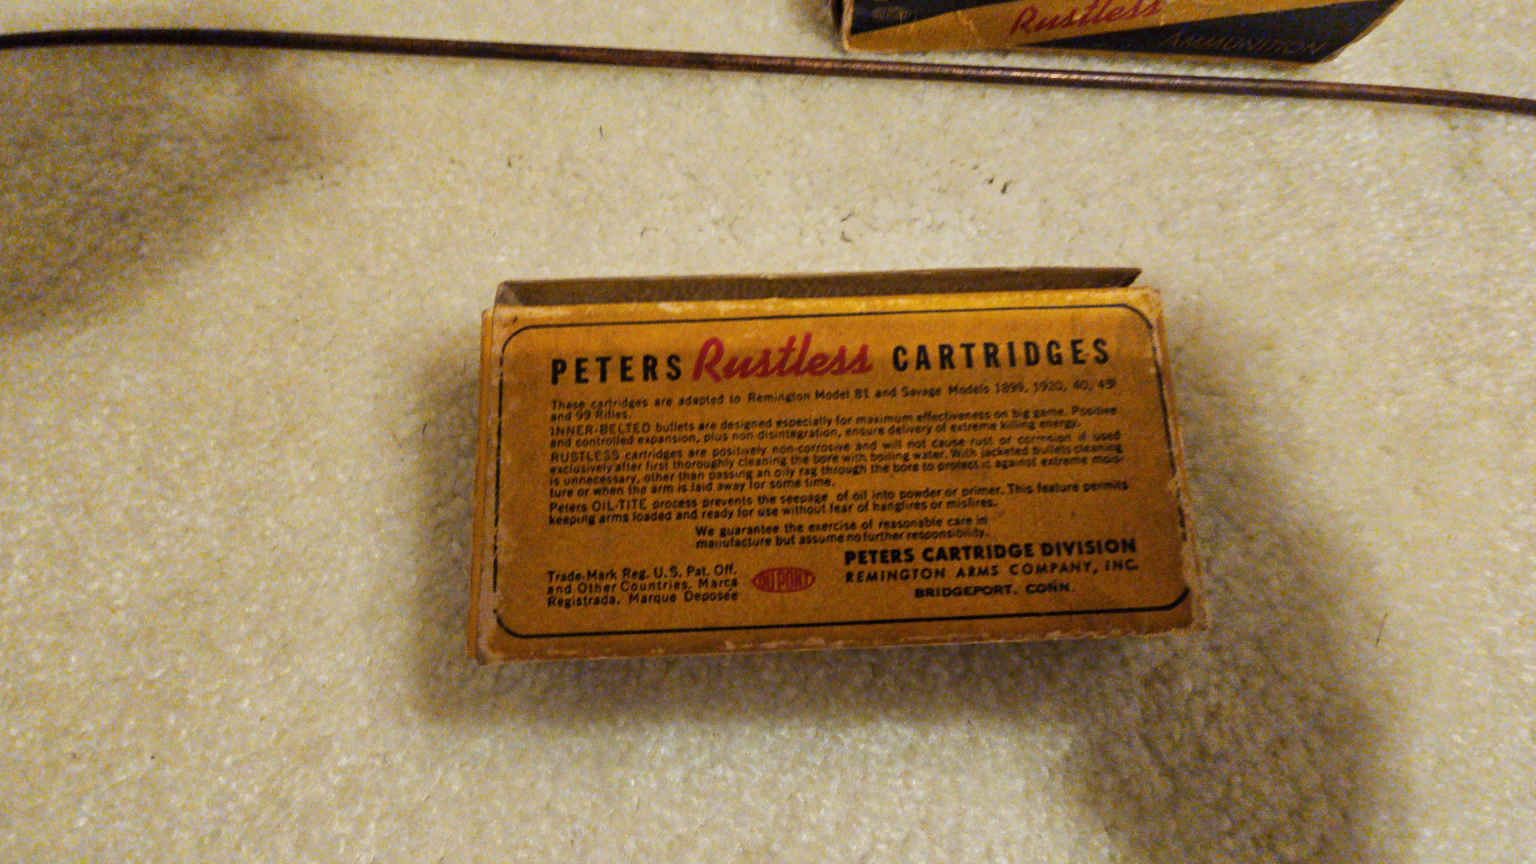 Rustless
AMMUNITION
PETERS Rustless CARTRIDGES
These cartridges are adapted to Remington Model 81 and Savage Models 1899, 1920, 40, 45
and 99 Rifles.
INNER-BELTED bullets are designed especially for maximum effectiveness on big game. Positive
and controlled expansion, plus non-disintegration, ensure delivery of extreme killing energy.
RUSTLESS cartridges are positively non-corrosive and will not cause rust or corrosion if used
exclusively after first thoroughly cleaning the bore with boiling water. With jacketed bullets cleaning
is unnecessary, other than passing an oily rag through the bore to protect it against extreme mois-
ture or when the arm is laid away for some time.
Peters OIL-TITE process prevents the seepage of oil into powder or primer. This feature permits
keeping arms loaded and ready for use without fear of hangfires or misfires.
We guarantee the exercise of reasonable care in
manufacture but assume no further responsibility.
PETERS CARTRIDGE DIVISION
REMINGTON ARMS COMPANY, INC.
BRIDGEPORT, CONN.
Trade-Mark Reg. U.S. Pat. Off.
and Other Countries. Marca
Registrada. Marque Deposée
DU PONT